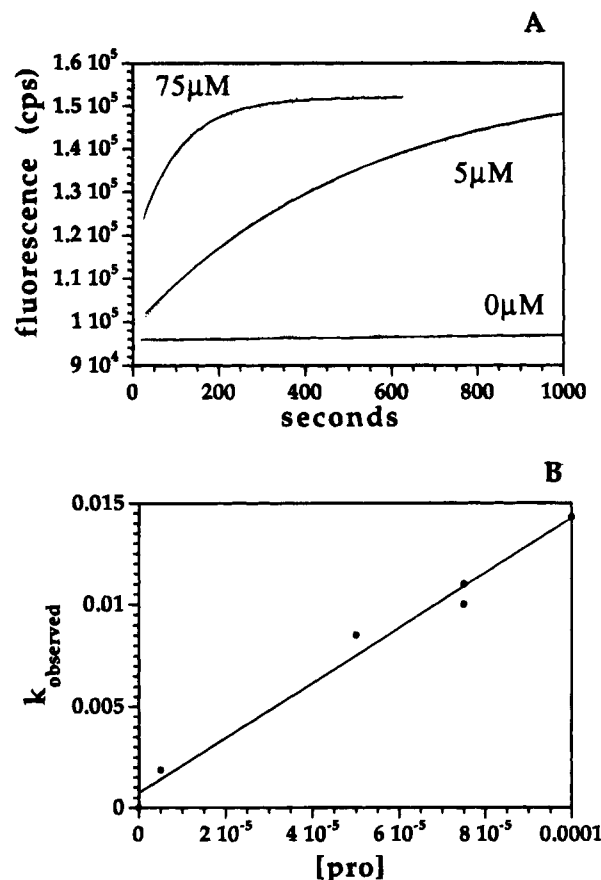 A
fluorescence (cps)
1.6 10⁵
1.5 10⁵
1.4 10⁵
1.3 10⁵
1.2 10⁵
1.1 10⁵
1 10⁵
9 10⁴
75μM
5μM
0μM
0 200 400 600 800 1000
seconds
B
k observed
0.015
0.01
0.005
0
0 2 10⁻⁵ 4 10⁻⁵ 6 10⁻⁵ 8 10⁻⁵ 0.0001
[pro]